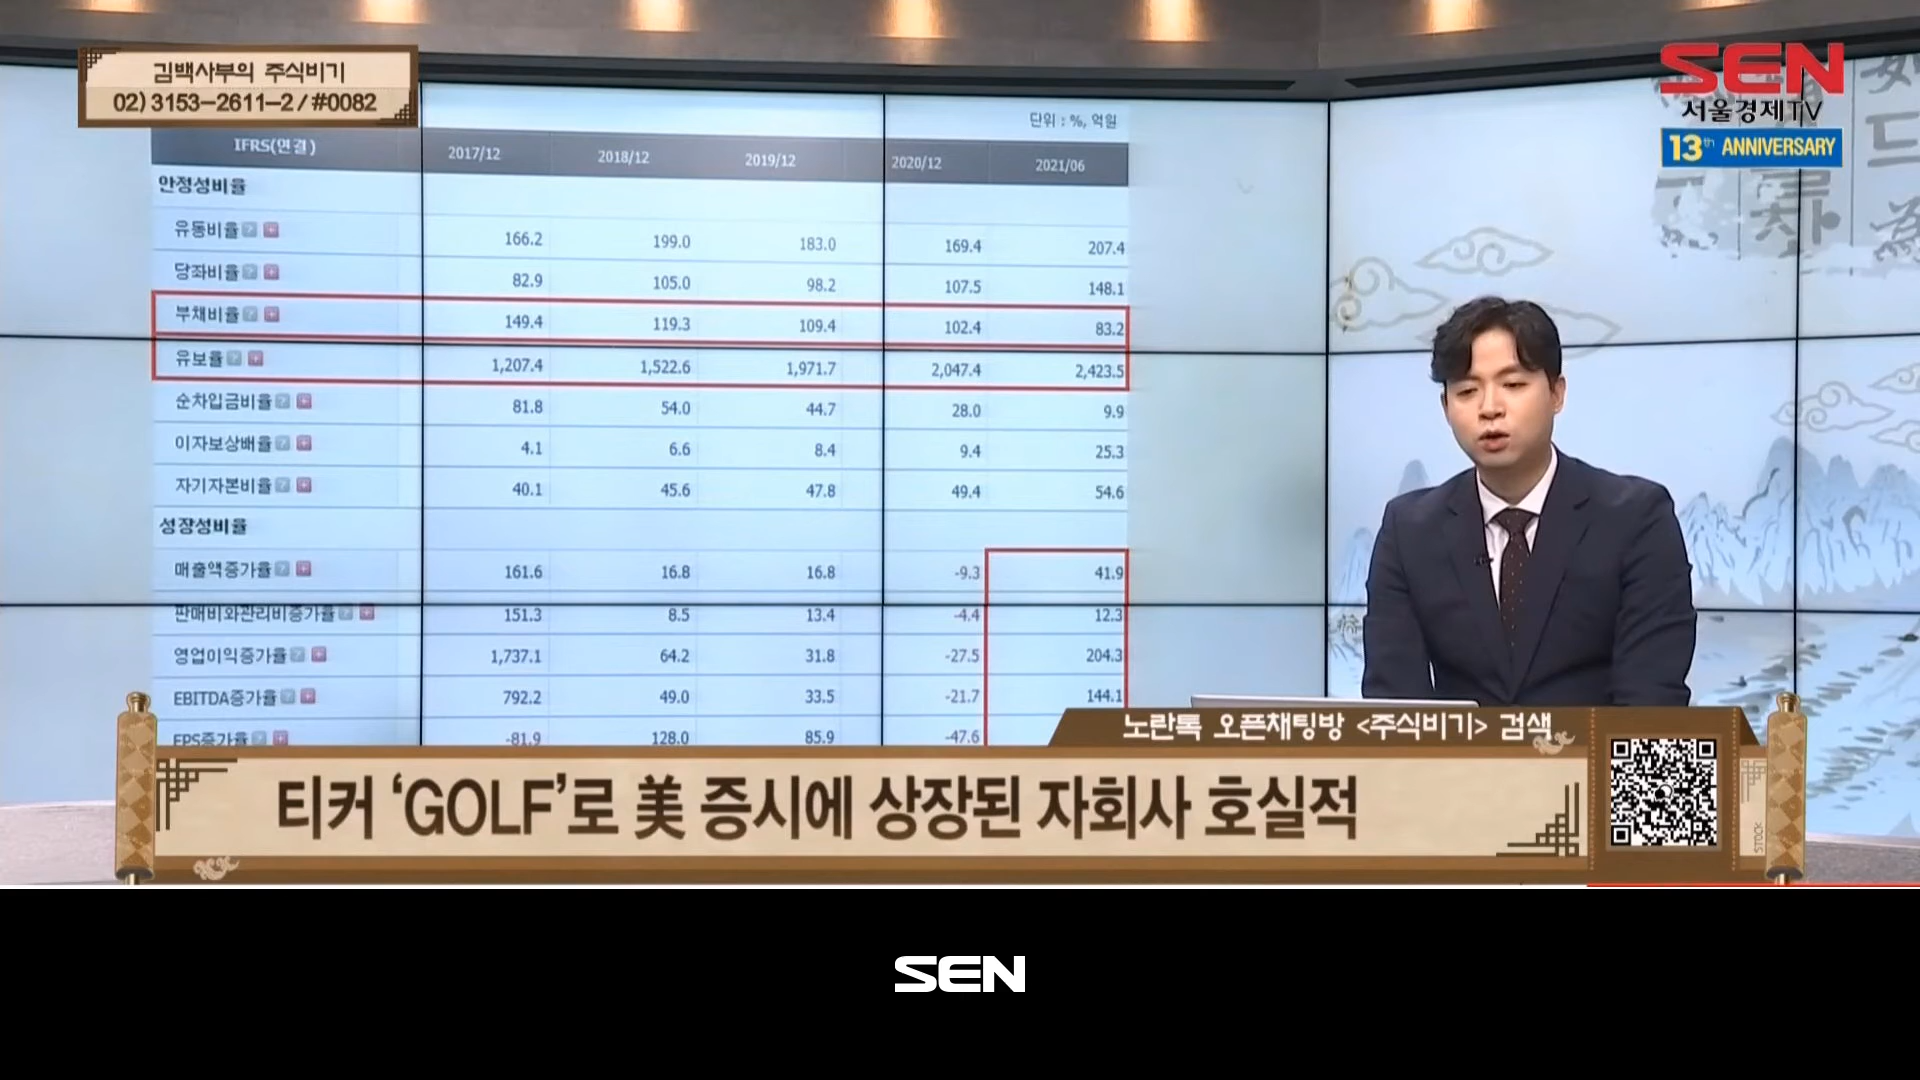 김백사부의 주식비기
02) 3153-2611-2 / #0082
SEN
서울경제TV
13th ANNIVERSARY
단위 : %, 억원
IFRS(연결) 2017/12 2018/12 2019/12 2020/12 2021/06
안정성비율
유동비율 166.2 199.0 183.0 169.4 207.4
당좌비율 82.9 105.0 98.2 107.5 148.1
부채비율 149.4 119.3 109.4 102.4 83.2
유보율 1,207.4 1,522.6 1,971.7 2,047.4 2,423.5
순차입금비율 81.8 54.0 44.7 28.0 9.9
이자보상배율 4.1 6.6 8.4 9.4 25.3
자기자본비율 40.1 45.6 47.8 49.4 54.6
성장성비율
매출액증가율 161.6 16.8 16.8 -9.3 41.9
판매비와관리비증가율 151.3 8.5 13.4 -4.4 12.3
영업이익증가율 1,737.1 64.2 31.8 -27.5 204.3
EBITDA증가율 792.2 49.0 33.5 -21.7 144.1
EPS증가율 -81.9 128.0 85.9 -47.6
노란톡 오픈채팅방 <주식비기> 검색
티커 ‘GOLF’로 美 증시에 상장된 자회사 호실적
STOCK
SEN